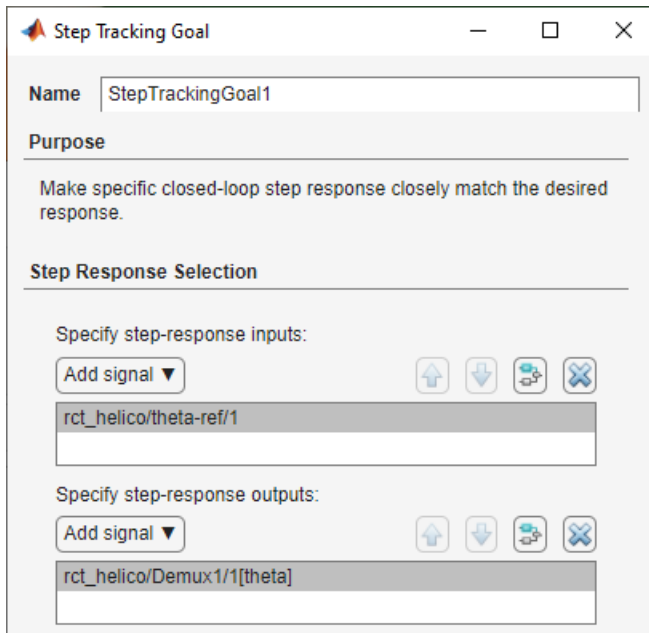 Step Tracking Goal
Name StepTrackingGoal1
Purpose
Make specific closed-loop step response closely match the desired
response.
Step Response Selection
Specify step-response inputs:
Add signal ▼
rct_helico/theta-ref/1
Specify step-response outputs:
Add signal ▼
rct_helico/Demux1/1[theta]